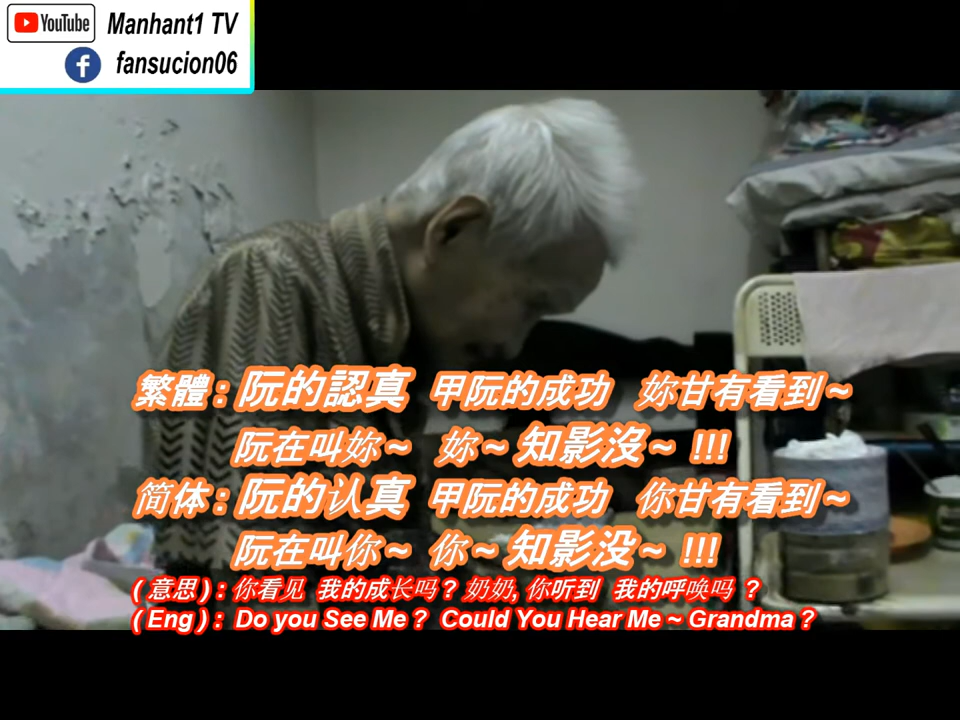 YouTube Manhant1 TV
fansucion06
繁體 : 阮的認真 甲阮的成功 妳甘有看到 ~
阮在叫妳 ~ 妳 ~ 知影沒 ~ !!!
简体 : 阮的认真 甲阮的成功 你甘有看到 ~
阮在叫你 ~ 你 ~ 知影没 ~ !!!
( 意思 ) : 你看见 我的成长吗 ? 奶奶, 你听到 我的呼唤吗 ?
( Eng ) : Do you See Me ? Could You Hear Me ~ Grandma ?